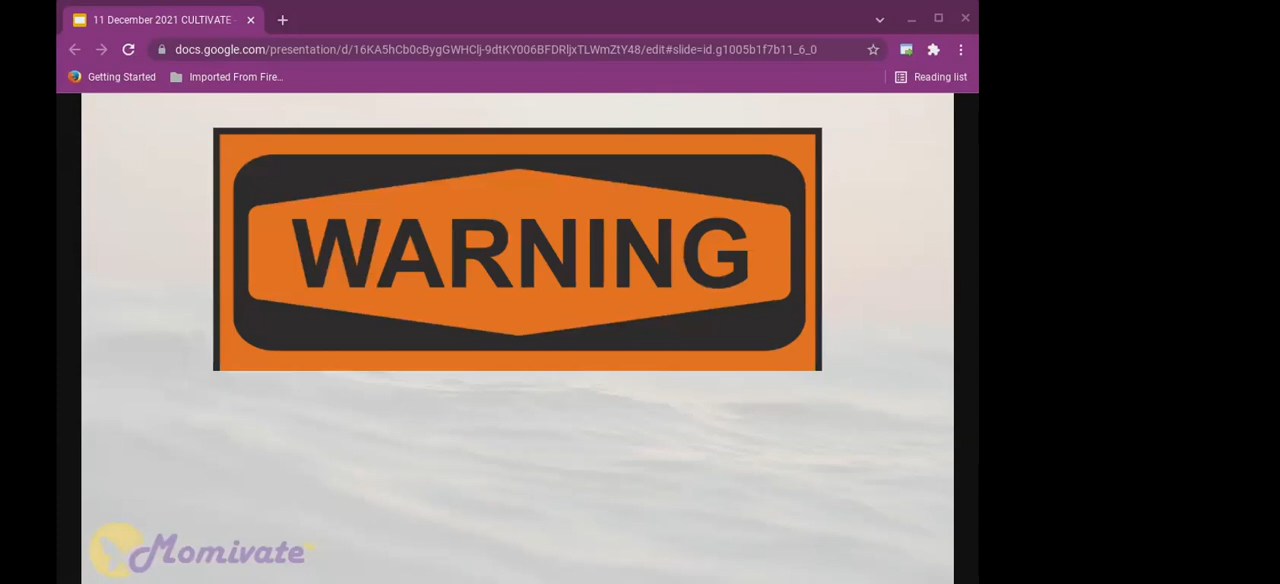 11 December 2021 CULTIVATE
docs.google.com/presentation/d/16KA5hCb0cBygGWHClj-9dtKY006BFDRljxTLWmZtY48/edit#slide=id.g1005b1f7b11_6_0
Getting Started
Imported From Fire...
Reading list
WARNING
Momivate